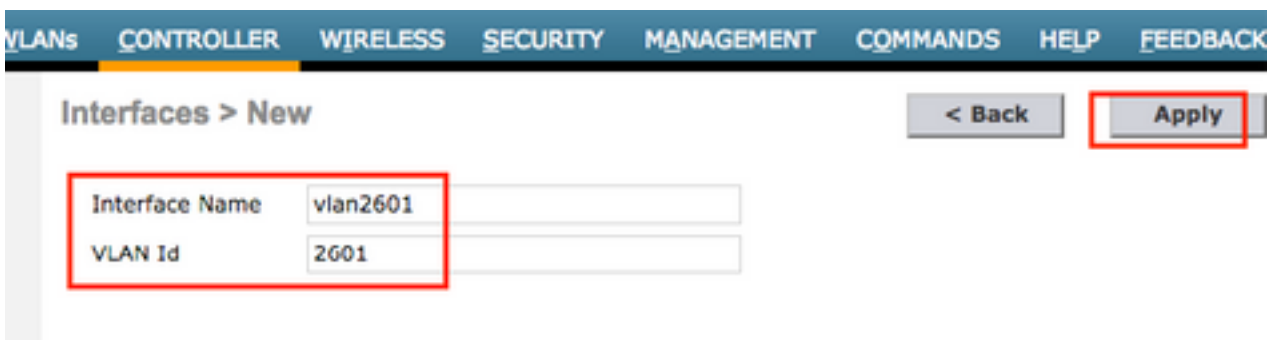 WLANs CONTROLLER WIRELESS SECURITY MANAGEMENT COMMANDS HELP FEEDBACK
Interfaces > New < Back Apply
Interface Name vlan2601
VLAN Id 2601